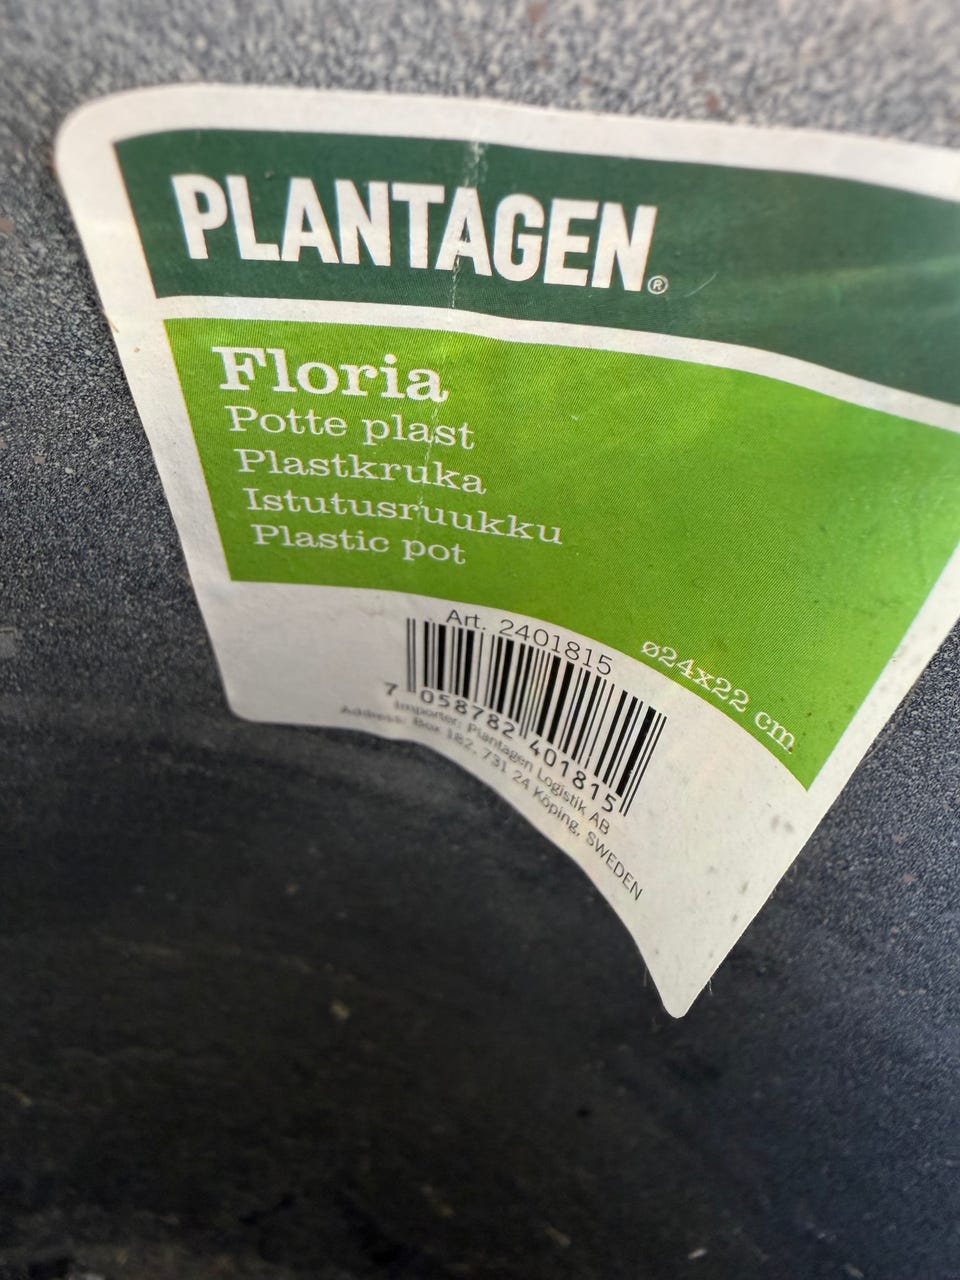 PLANTAGEN®
Floria
Potte plast
Plastkruka
Istutusruukku
Plastic pot
ø24x22 cm
Art. 2401815
7 058782 401815
Importer: Plantagen Logistik AB
Address: Box 182, 731 24 Köping, SWEDEN